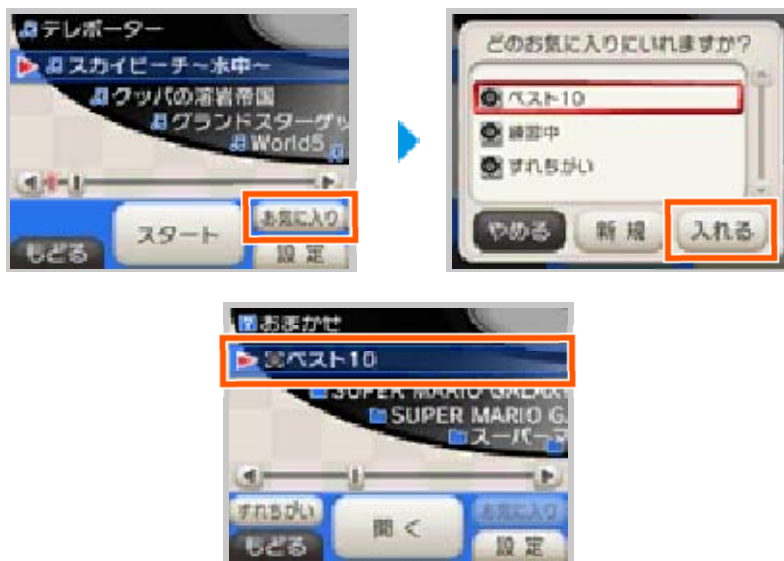 テレポーター
スカイビーチ～水中～
クッパの溶岩帝国
グランドスターゲッ
World5
お気に入り
スタート
もどる
設定
どのお気に入りにいれますか?
ベスト10
練習中
すれちがい
やめる
新規
入れる
おまかせ
ベスト10
SUPER MARIO GALAXY
SUPER MARIO G
スーパーマ
すれちがい
お気に入り
開く
もどる
設定